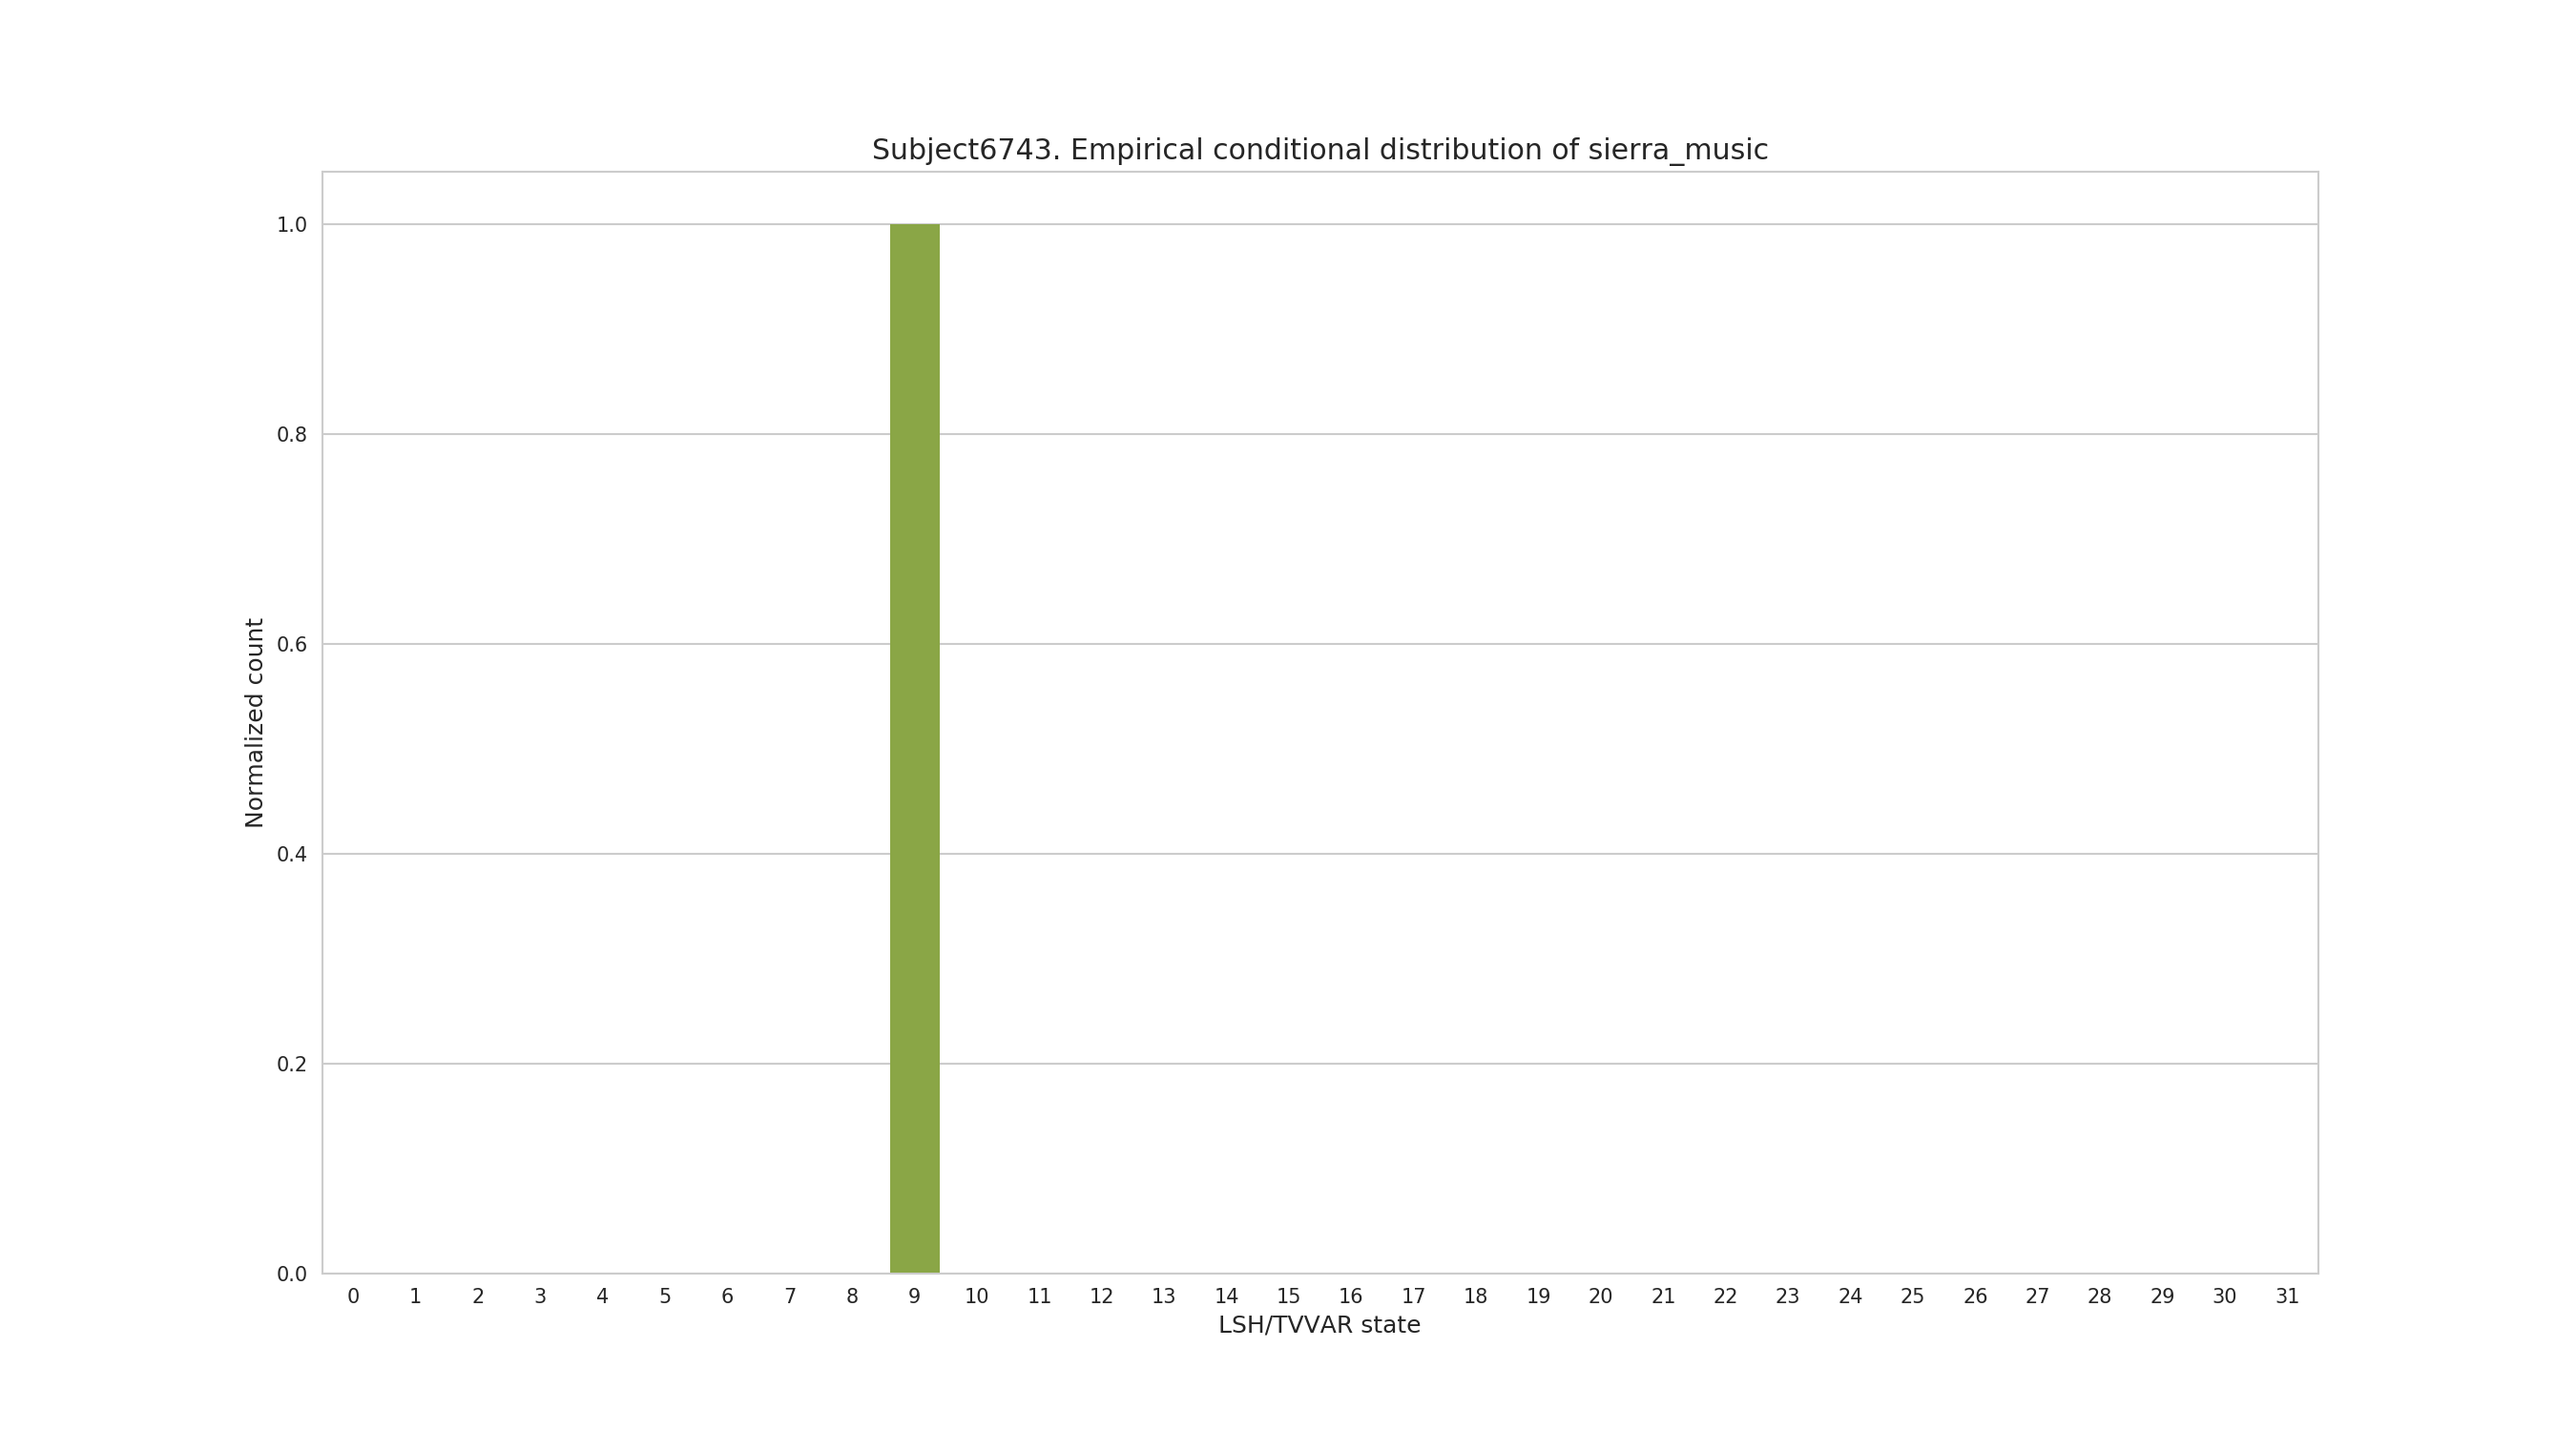 Subject6743. Empirical conditional distribution of sierra_music
1.0
0.8
0.6
0.4
0.2
0.0
Normalized count
0 1 2 3 4 5 6 7 8 9 10 11 12 13 14 15 16 17 18 19 20 21 22 23 24 25 26 27 28 29 30 31
LSH/TVVAR state